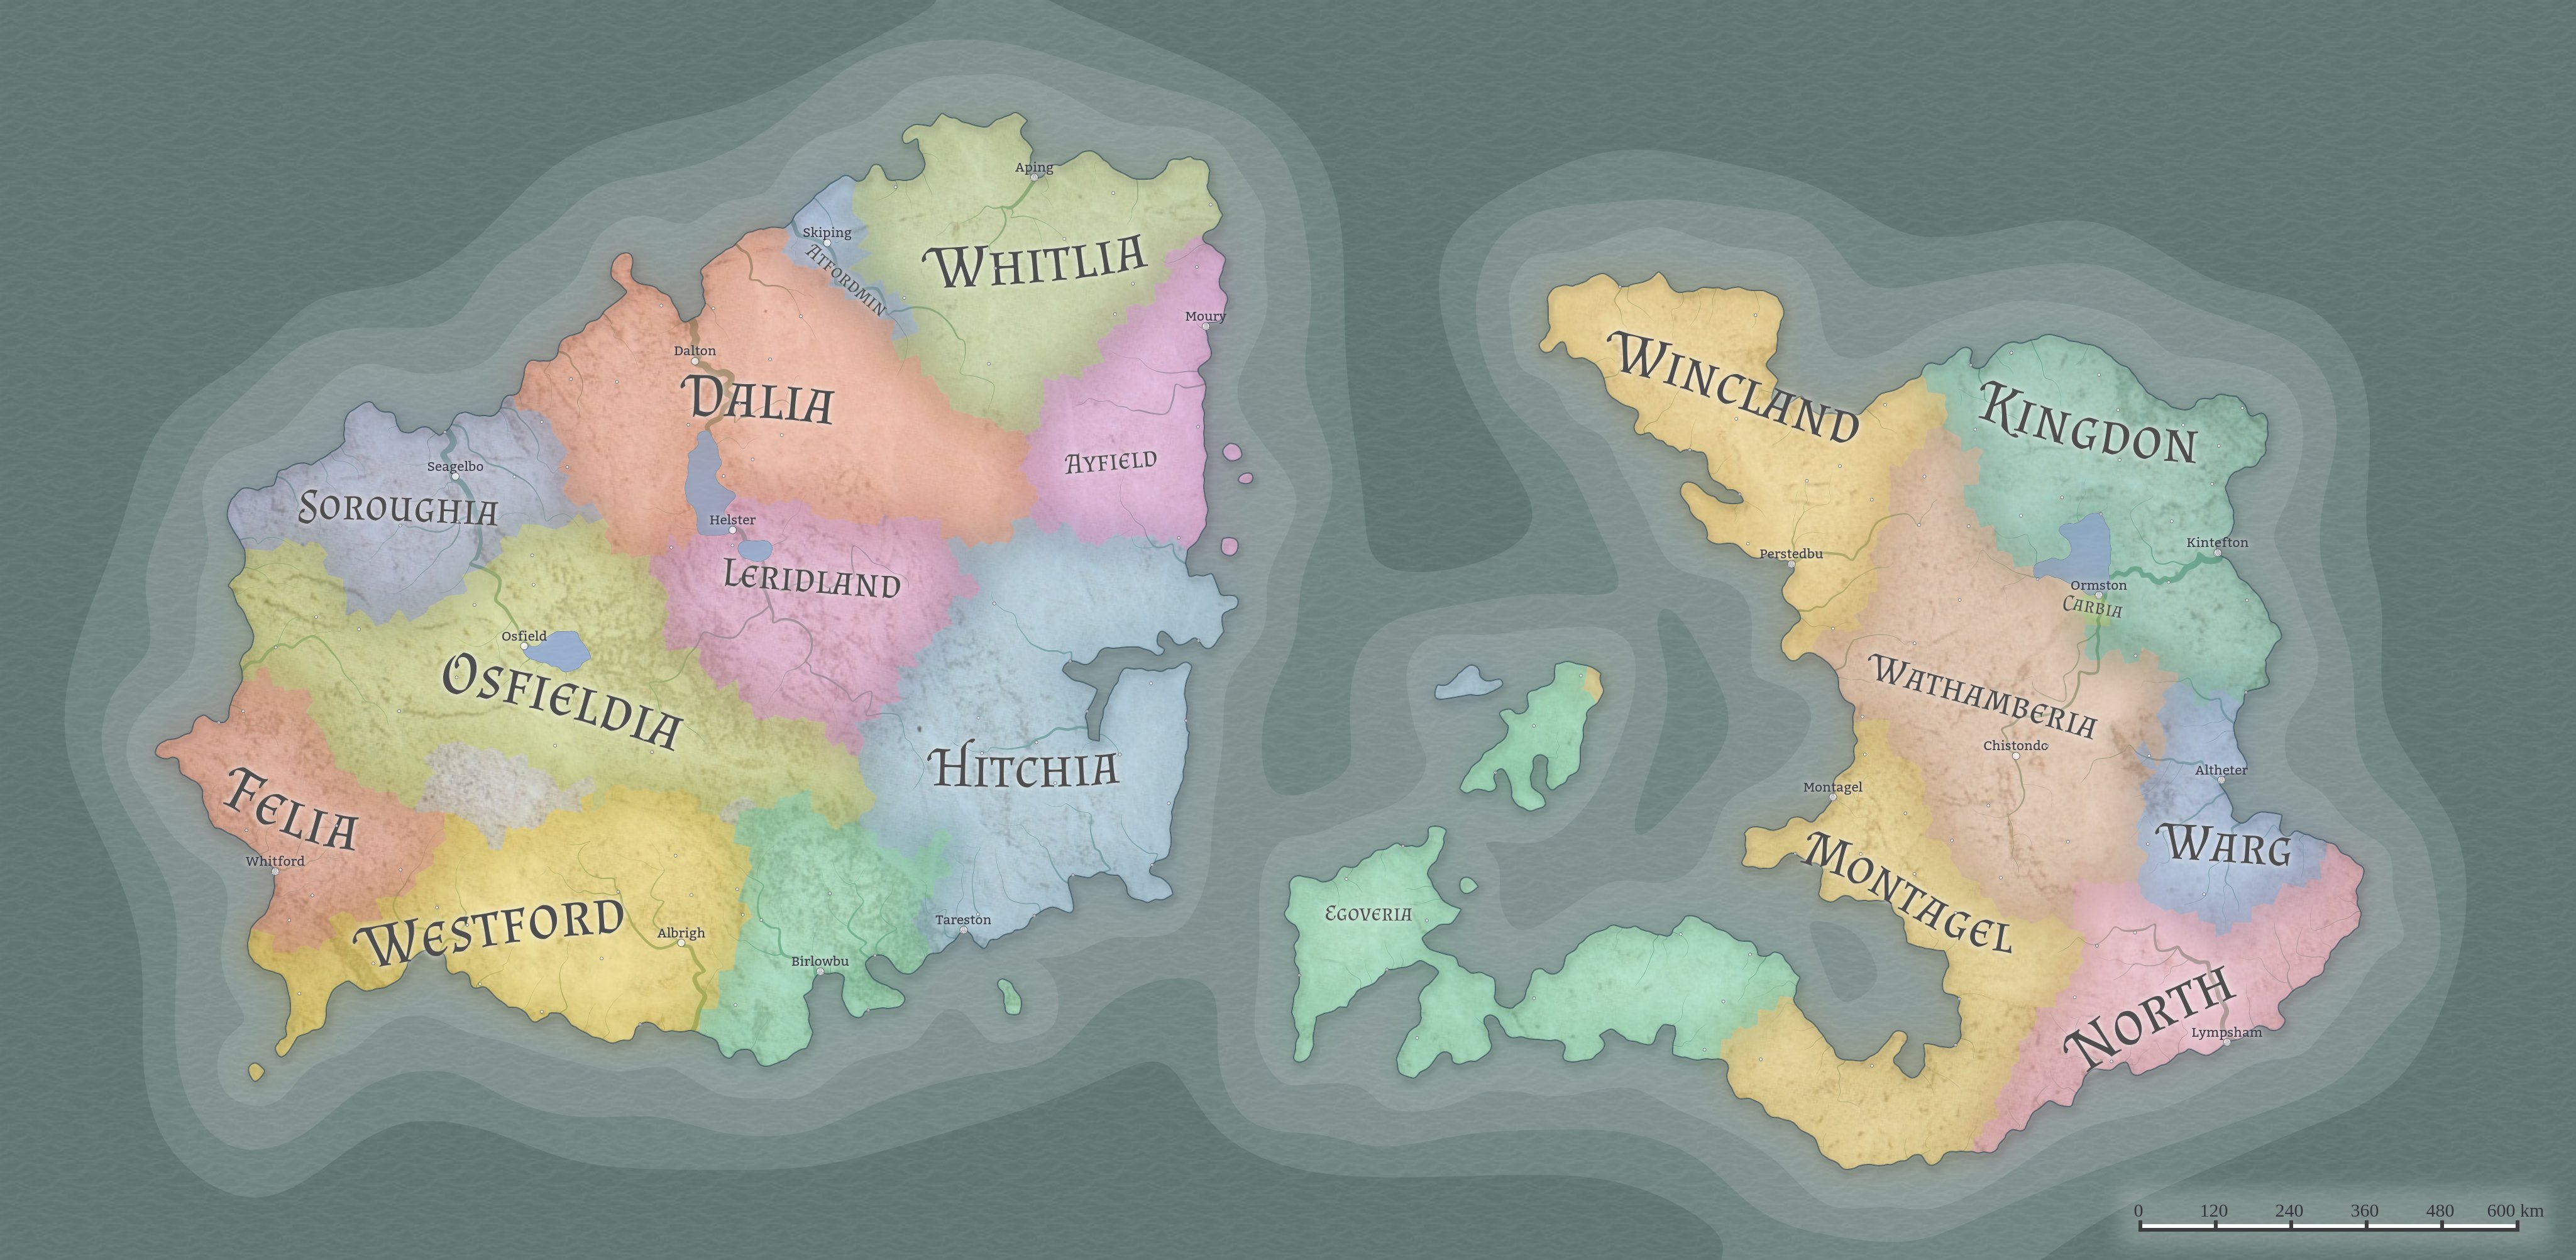 Aping
Skiping
Atfordmin
Whitlia
Moury
Dalton
Dalia
Ayfield
Seagelbo
Soroughia
Helster
Leridland
Osfield
Osfieldia
Hitchia
Felia
Whitford
Westford
Albrigh
Birlowbu
Tareston
Wincland
Kingdon
Perstedbu
Kintefton
Ormston
Carbia
Wathamberia
Chistondo
Montagel
Altheter
Warg
Montagel
Egoveria
North
Lympsham
0 120 240 360 480 600 km